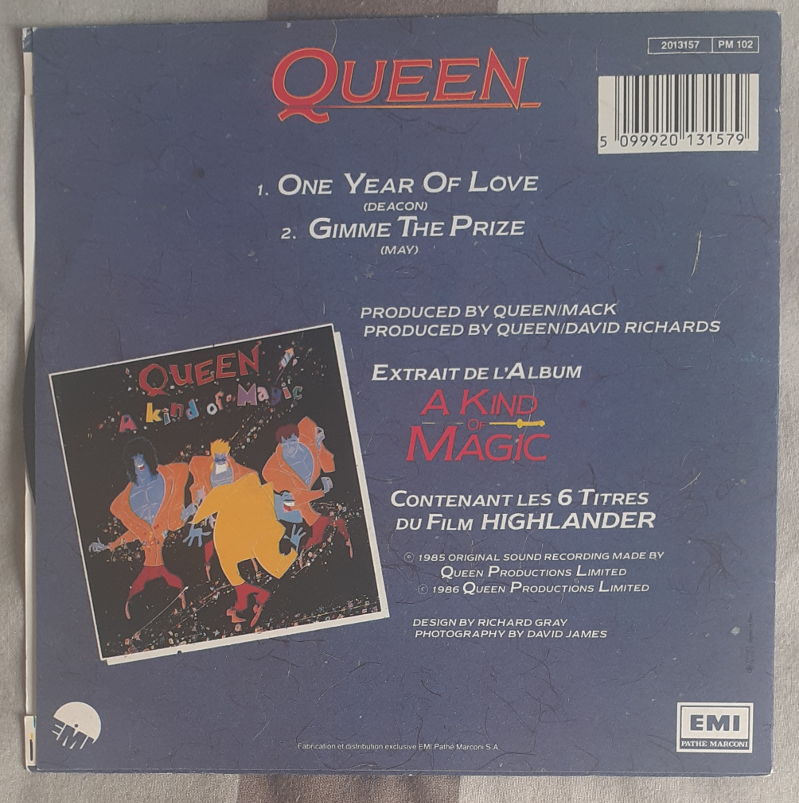 2013157 PM 102
QUEEN
5 099920 131579
1. ONE YEAR OF LOVE
(DEACON)
2. GIMME THE PRIZE
(MAY)
PRODUCED BY QUEEN/MACK
PRODUCED BY QUEEN/DAVID RICHARDS
EXTRAIT DE L'ALBUM
A KIND
OF
MAGIC
QUEEN
A kind of Magic
CONTENANT LES 6 TITRES
DU FILM HIGHLANDER
℗ 1985 ORIGINAL SOUND RECORDING MADE BY
QUEEN PRODUCTIONS LIMITED
© 1986 QUEEN PRODUCTIONS LIMITED
DESIGN BY RICHARD GRAY
PHOTOGRAPHY BY DAVID JAMES
EMI
EMI
PATHE MARCONI
Fabrication et distribution exclusive EMI Pathé Marconi S.A.